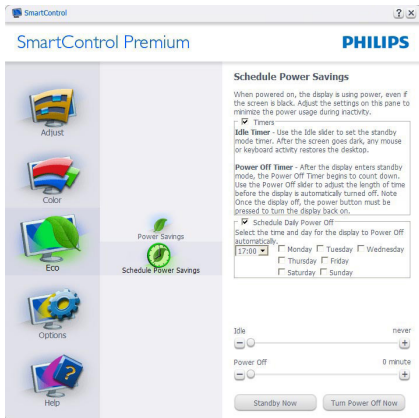 SmartControl
SmartControl Premium
PHILIPS
Adjust
Color
Eco
Options
Help
Power Savings
Schedule Power Savings
Schedule Power Savings
When powered on, the display is using power, even if
the screen is black. Adjust the settings on this pane to
minimize the power usage during inactivity.
Timers
Idle Timer - Use the Idle slider to set the standby
mode timer. After the screen goes dark, any mouse
or keyboard activity restores the desktop.
Power Off Timer - After the display enters standby
mode, the Power Off Timer begins to count down.
Use the Power Off slider to adjust the length of time
before the display is automatically turned off. Note
Once the display off, the power button must be
pressed to turn the display back on.
Schedule Daily Power Off
Select the time and day for the display to Power Off
automatically.
17:00 Monday Tuesday Wednesday
Thursday Friday
Saturday Sunday
Idle never
Power Off 0 minute
Standby Now Turn Power Off Now